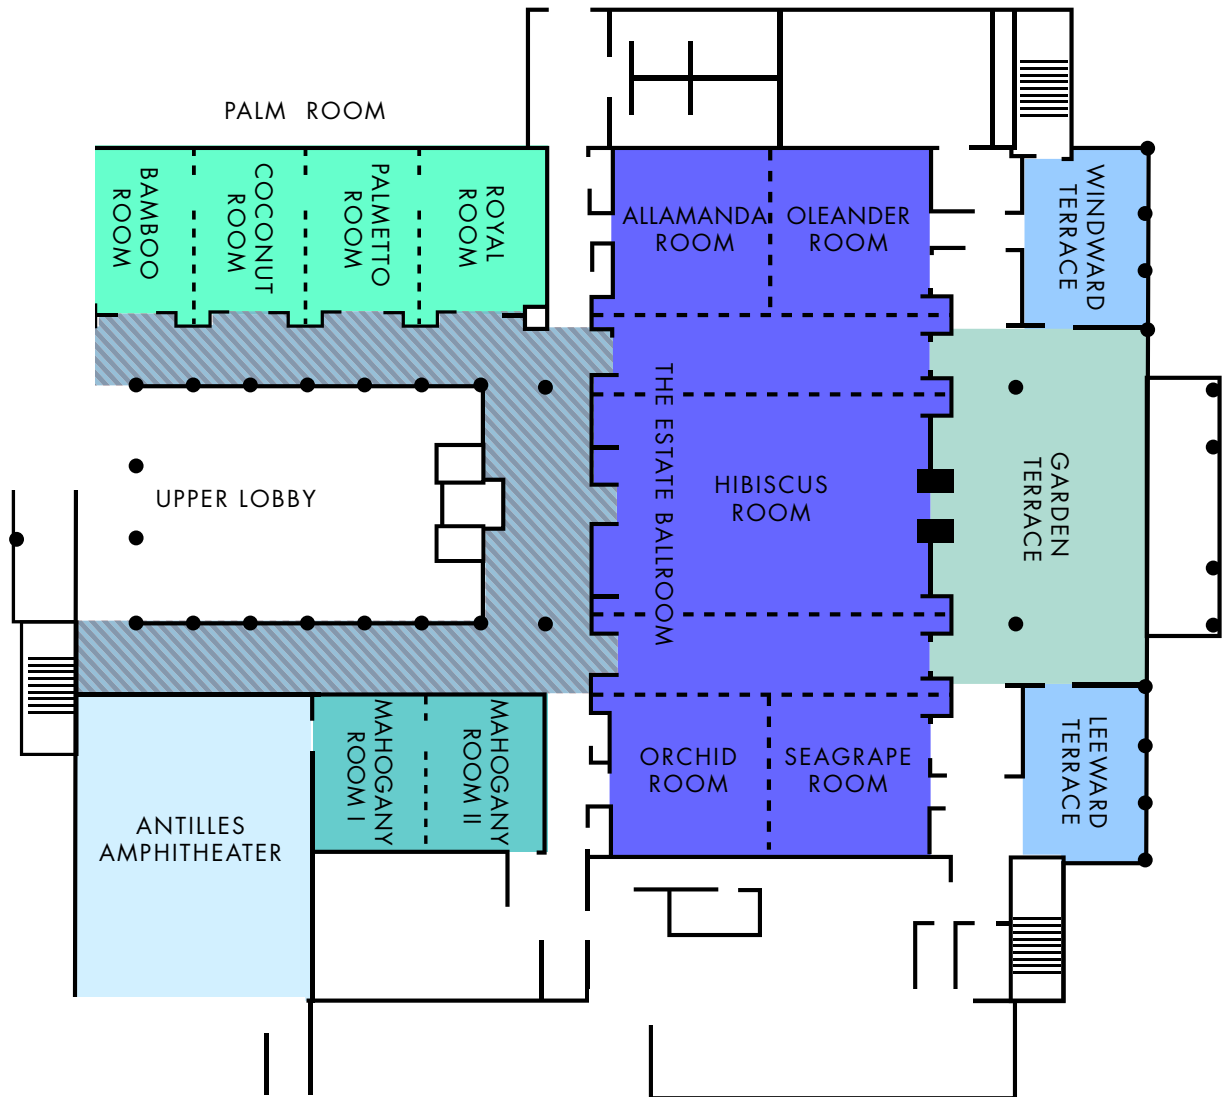 PALM ROOM
BAMBOO
ROOM
COCONUT
ROOM
PALMETTO
ROOM
ROYAL
ROOM
ALLAMANDA
ROOM
OLEANDER
ROOM
WINDWARD
TERRACE
UPPER LOBBY
THE ESTATE BALLROOM
HIBISCUS
ROOM
GARDEN
TERRACE
MAHOGANY
ROOM I
MAHOGANY
ROOM II
ORCHID
ROOM
SEAGRAPE
ROOM
LEEWARD
TERRACE
ANTILLES
AMPHITHEATER